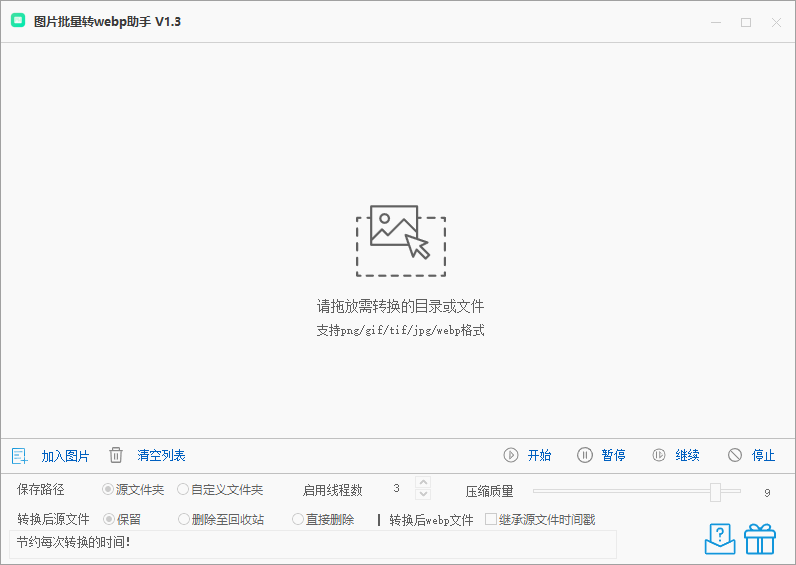 图片批量转webp助手 V1.3
请拖放需转换的目录或文件
支持png/gif/tif/jpg/webp格式
加入图片 清空列表 开始 暂停 继续 停止
保存路径 源文件夹 自定义文件夹 启用线程数 3 压缩质量 9
转换后源文件 保留 删除至回收站 直接删除 转换后webp文件 继承源文件时间戳
节约每次转换的时间!